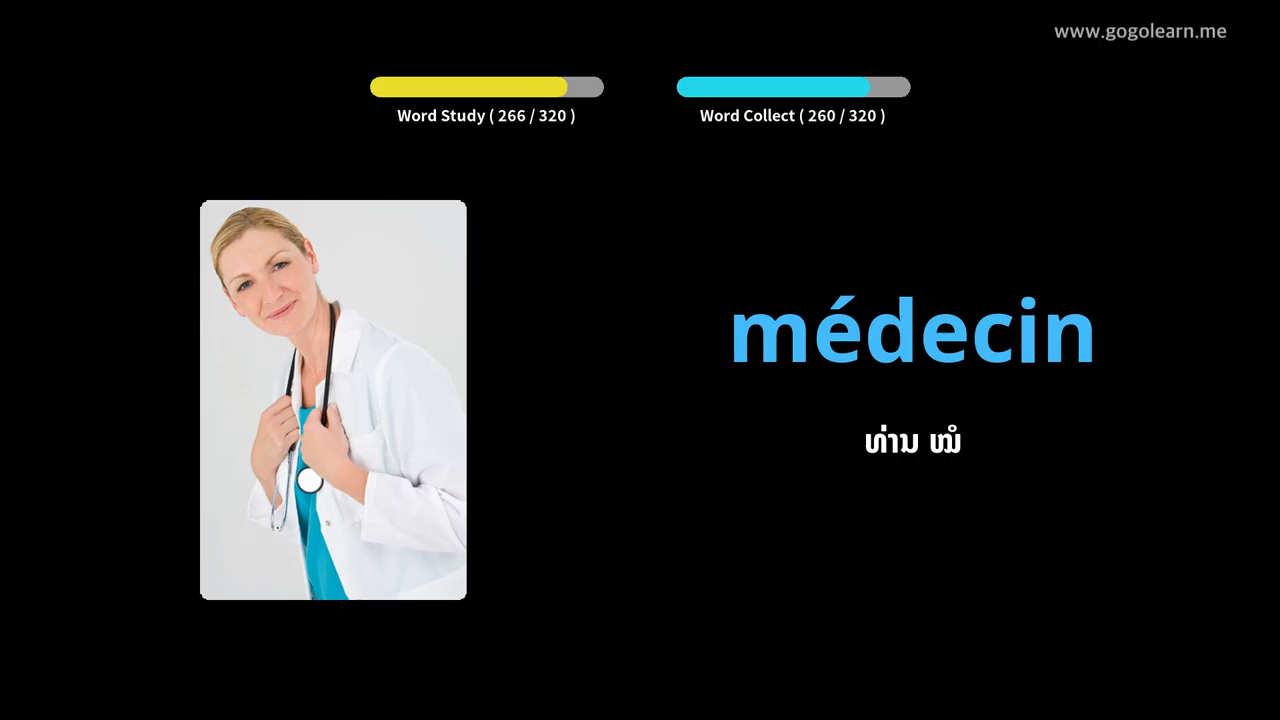 www.gogolearn.me
Word Study ( 266 / 320 )
Word Collect ( 260 / 320 )
médecin
ທ່ານ ໝໍ